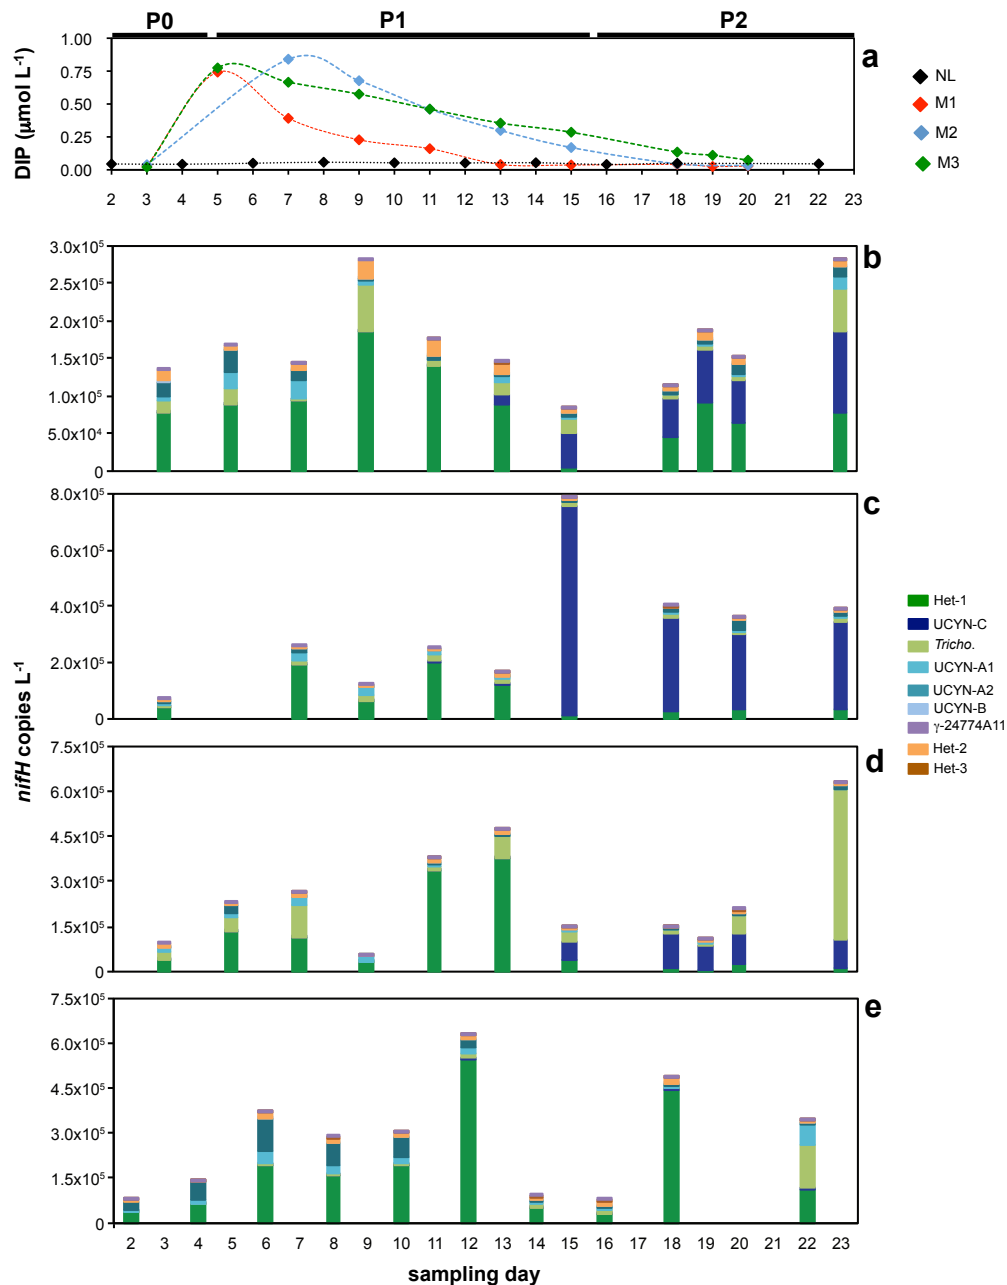 P0 P1 P2
a
DIP (μmol L-1)
1.00
0.75
0.50
0.25
0.00
2 3 4 5 6 7 8 9 10 11 12 13 14 15 16 17 18 19 20 21 22 23
NL
M1
M2
M3
b
3.0x10⁵
2.5x10⁵
2.0x10⁵
1.5x10⁵
1.0x10⁵
5.0x10⁴
0
c
8.0x10⁵
6.0x10⁵
4.0x10⁵
2.0x10⁵
0
nifH copies L-1
Het-1
UCYN-C
Tricho.
UCYN-A1
UCYN-A2
UCYN-B
γ-24774A11
Het-2
Het-3
d
7.5x10⁵
6.0x10⁵
4.5x10⁵
3.0x10⁵
1.5x10⁵
0
e
7.5x10⁵
6.0x10⁵
4.5x10⁵
3.0x10⁵
1.5x10⁵
0
2 3 4 5 6 7 8 9 10 11 12 13 14 15 16 17 18 19 20 21 22 23
sampling day